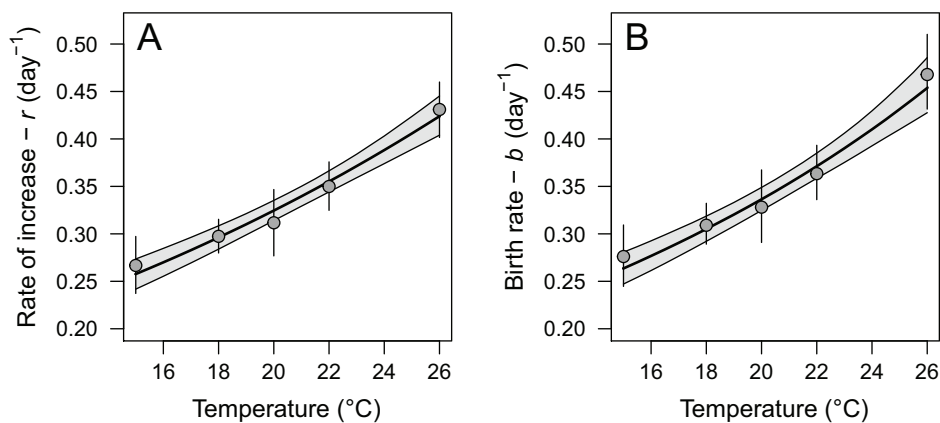 A
Rate of increase − r (day⁻¹)
0.50
0.45
0.40
0.35
0.30
0.25
0.20
16 18 20 22 24 26
Temperature (°C)
B
Birth rate − b (day⁻¹)
0.50
0.45
0.40
0.35
0.30
0.25
0.20
16 18 20 22 24 26
Temperature (°C)